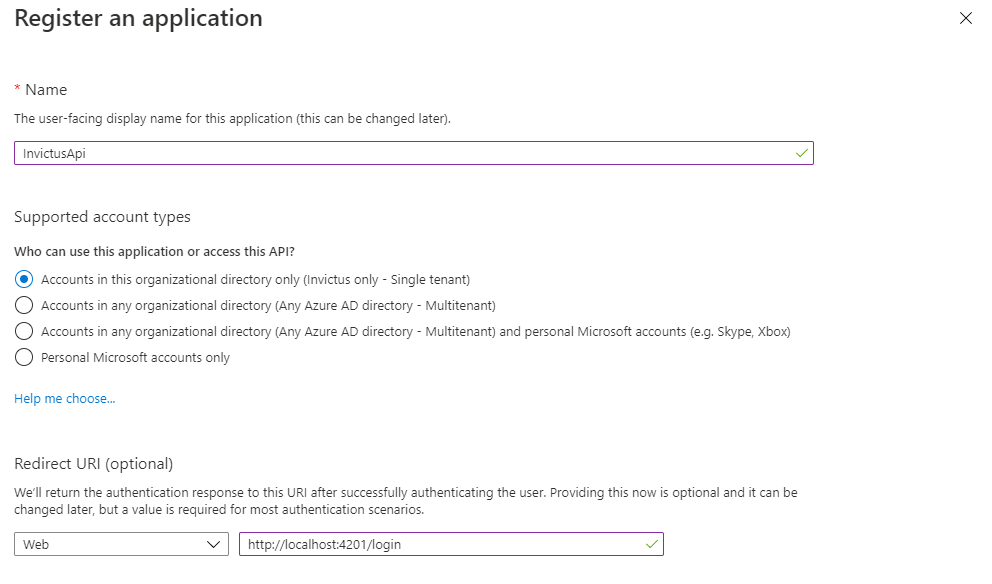 Register an application
* Name
The user-facing display name for this application (this can be changed later).
InvictusApi
Supported account types
Who can use this application or access this API?
Accounts in this organizational directory only (Invictus only - Single tenant)
Accounts in any organizational directory (Any Azure AD directory - Multitenant)
Accounts in any organizational directory (Any Azure AD directory - Multitenant) and personal Microsoft accounts (e.g. Skype, Xbox)
Personal Microsoft accounts only
Help me choose...
Redirect URI (optional)
We'll return the authentication response to this URI after successfully authenticating the user. Providing this now is optional and it can be
changed later, but a value is required for most authentication scenarios.
Web http://localhost:4201/login